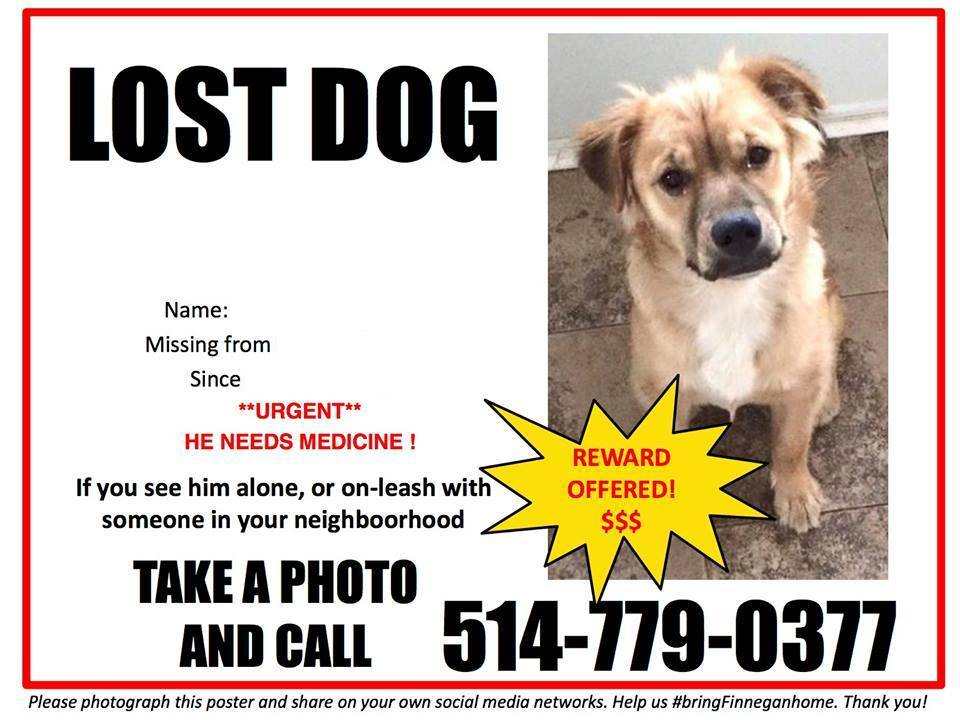 LOST DOG
Name:
Missing from
Since
**URGENT**
HE NEEDS MEDICINE !
If you see him alone, or on-leash with
someone in your neighboorhood
TAKE A PHOTO
AND CALL
REWARD
OFFERED!
$$$
514-779-0377
Please photograph this poster and share on your own social media networks. Help us #bringFinneganhome. Thank you!